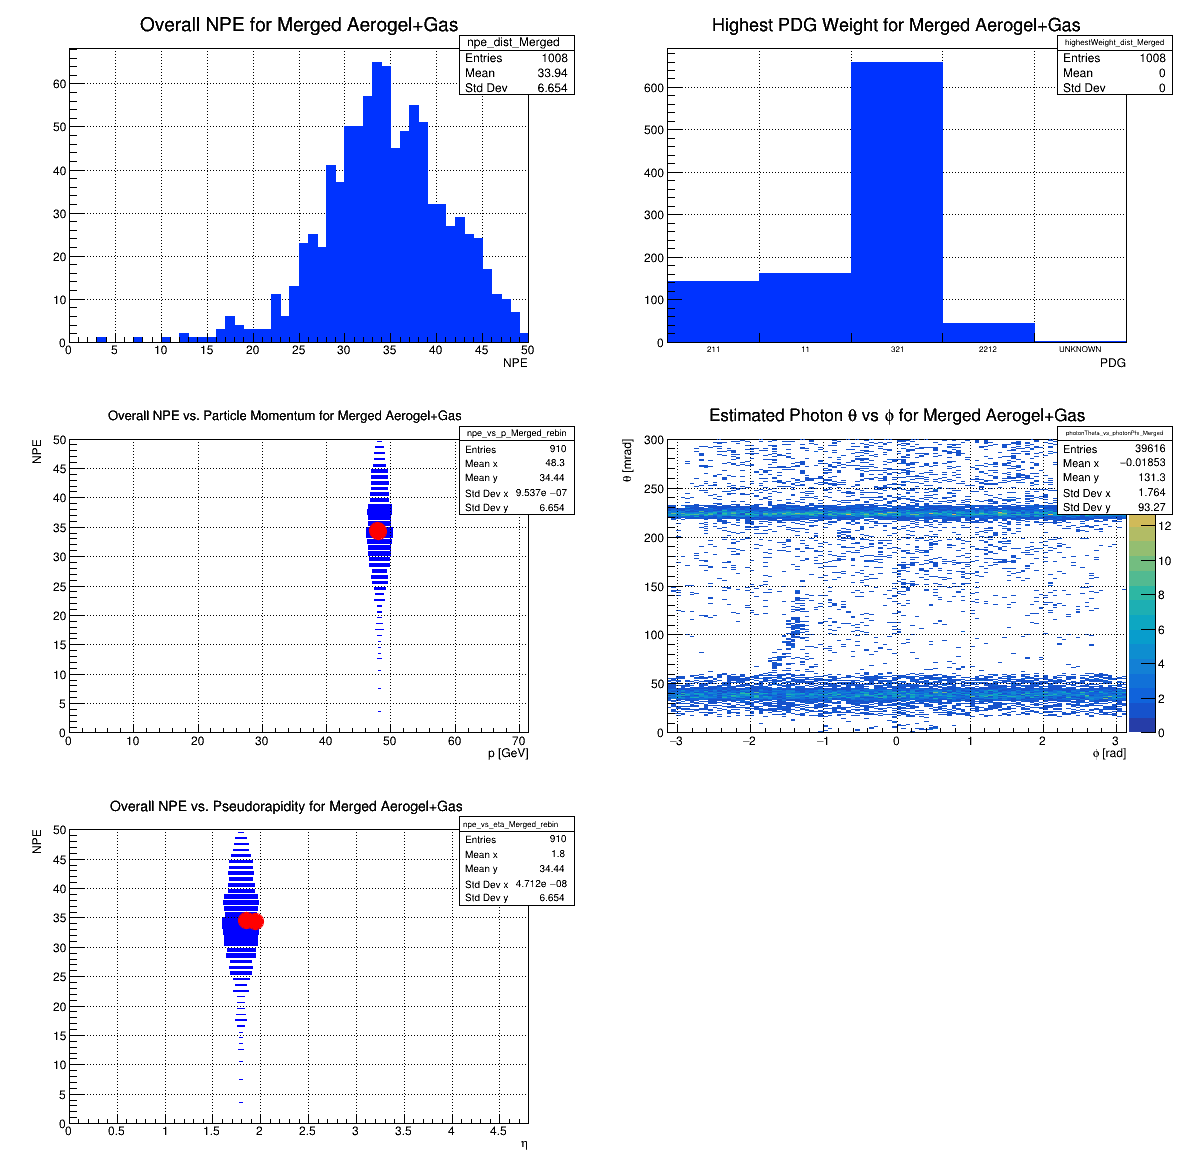 Overall NPE for Merged Aerogel+Gas
npe_dist_Merged
Entries 1008
Mean 33.94
Std Dev 6.654
60
50
40
30
20
10
0
0 5 10 15 20 25 30 35 40 45 50
NPE
Highest PDG Weight for Merged Aerogel+Gas
highestWeight_dist_Merged
Entries 1008
Mean 0
Std Dev 0
600
500
400
300
200
100
0
211 11 321 2212 UNKNOWN
PDG
Overall NPE vs. Particle Momentum for Merged Aerogel+Gas
npe_vs_p_Merged_rebin
Entries 910
Mean x 48.3
Mean y 34.44
Std Dev x 9.537e −07
Std Dev y 6.654
NPE
50
45
40
35
30
25
20
15
10
5
0
0 10 20 30 40 50 60 70
p [GeV]
Estimated Photon θ vs ϕ for Merged Aerogel+Gas
photonTheta_vs_photonPhi_Merged
Entries 39616
Mean x −0.01853
Mean y 131.3
Std Dev x 1.764
Std Dev y 93.27
θ [mrad]
300
250
200
150
100
50
0
−3 −2 −1 0 1 2 3
ϕ [rad]
12
10
8
6
4
2
0
Overall NPE vs. Pseudorapidity for Merged Aerogel+Gas
npe_vs_eta_Merged_rebin
Entries 910
Mean x 1.8
Mean y 34.44
Std Dev x 4.712e −08
Std Dev y 6.654
NPE
50
45
40
35
30
25
20
15
10
5
0
0 0.5 1 1.5 2 2.5 3 3.5 4 4.5
η